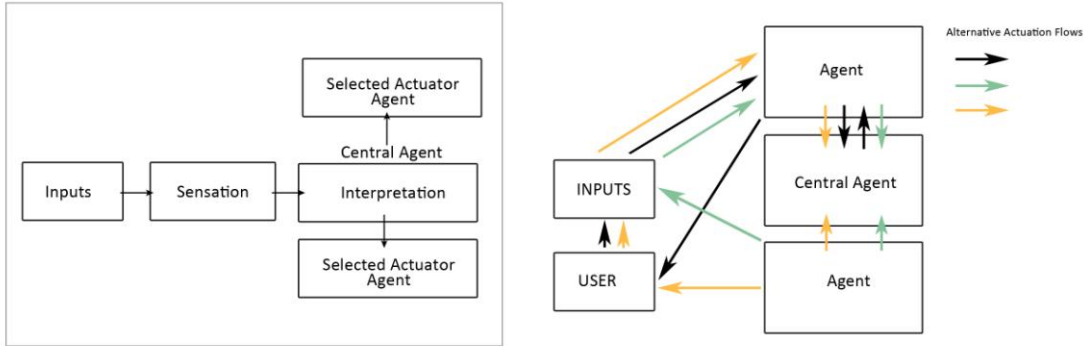 Selected Actuator
Agent
Central Agent
Inputs
Sensation
Interpretation
Selected Actuator
Agent
Alternative Actuation Flows
Agent
INPUTS
Central Agent
USER
Agent